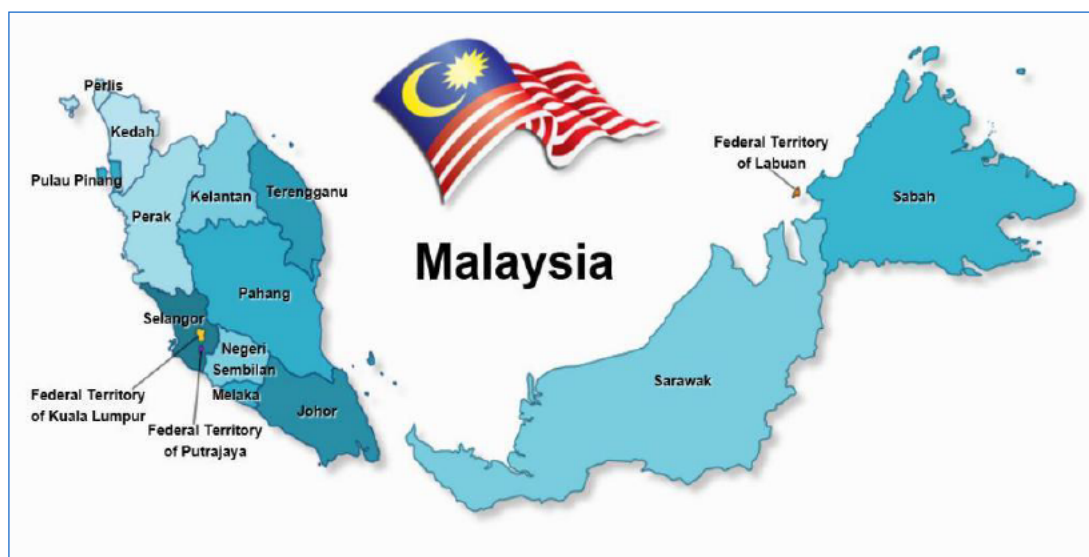 Perlis
Kedah
Pulau Pinang
Perak
Kelantan
Terengganu
Pahang
Selangor
Negeri
Sembilan
Melaka
Johor
Federal Territory
of Kuala Lumpur
Federal Territory
of Putrajaya
Malaysia
Federal Territory
of Labuan
Sabah
Sarawak